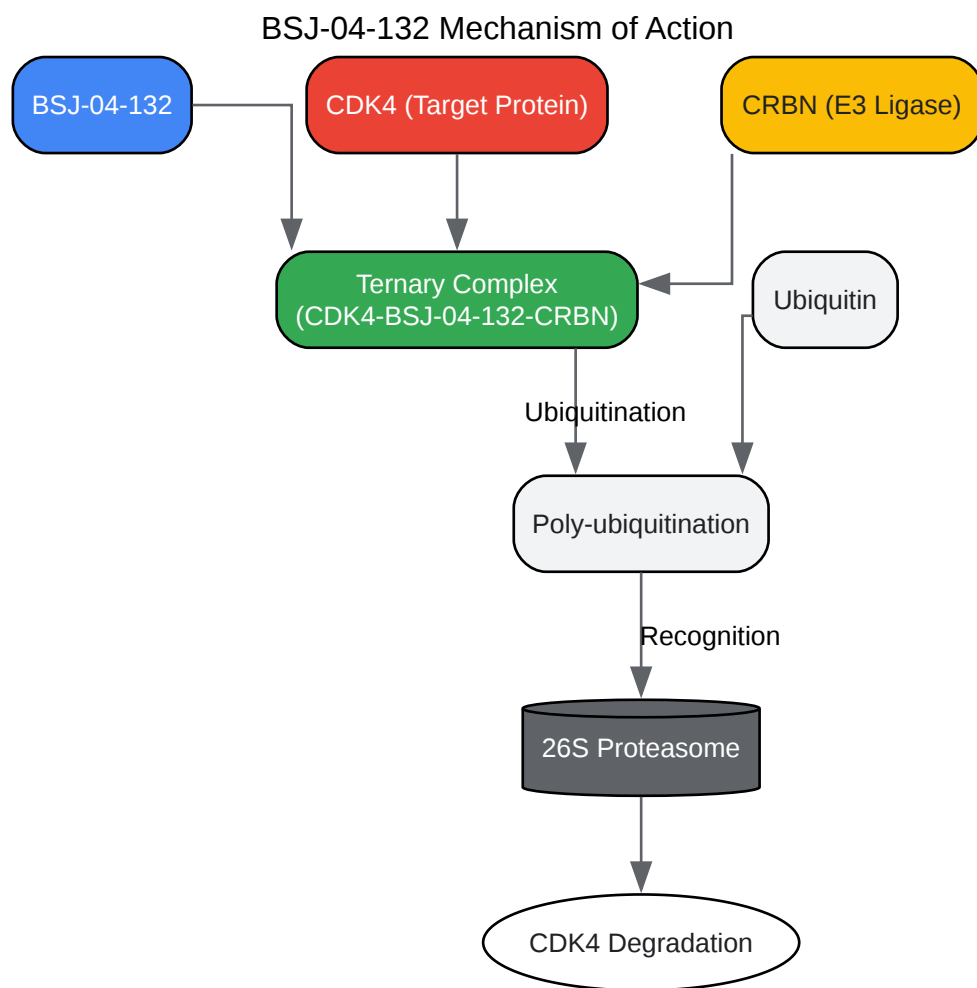 BSJ-04-132 Mechanism of Action
BSJ-04-132
CDK4 (Target Protein)
CRBN (E3 Ligase)
Ternary Complex
(CDK4-BSJ-04-132-CRBN)
Ubiquitin
Ubiquitination
Poly-ubiquitination
Recognition
26S Proteasome
CDK4 Degradation